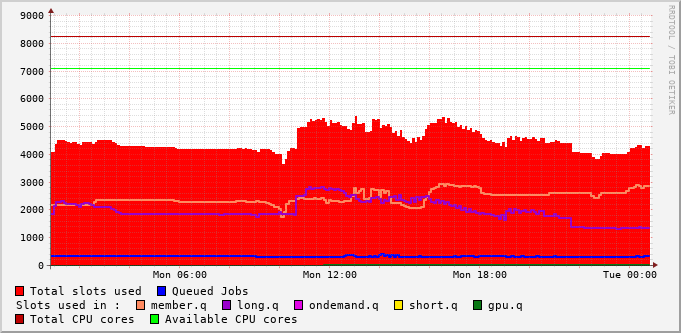 9000
8000
7000
6000
5000
4000
3000
2000
1000
0
Mon 06:00 Mon 12:00 Mon 18:00 Tue 00:00
Total slots used Queued Jobs
Slots used in : member.q long.q ondemand.q short.q gpu.q
Total CPU cores Available CPU cores
RRDTOOL / TOBI OETIKER